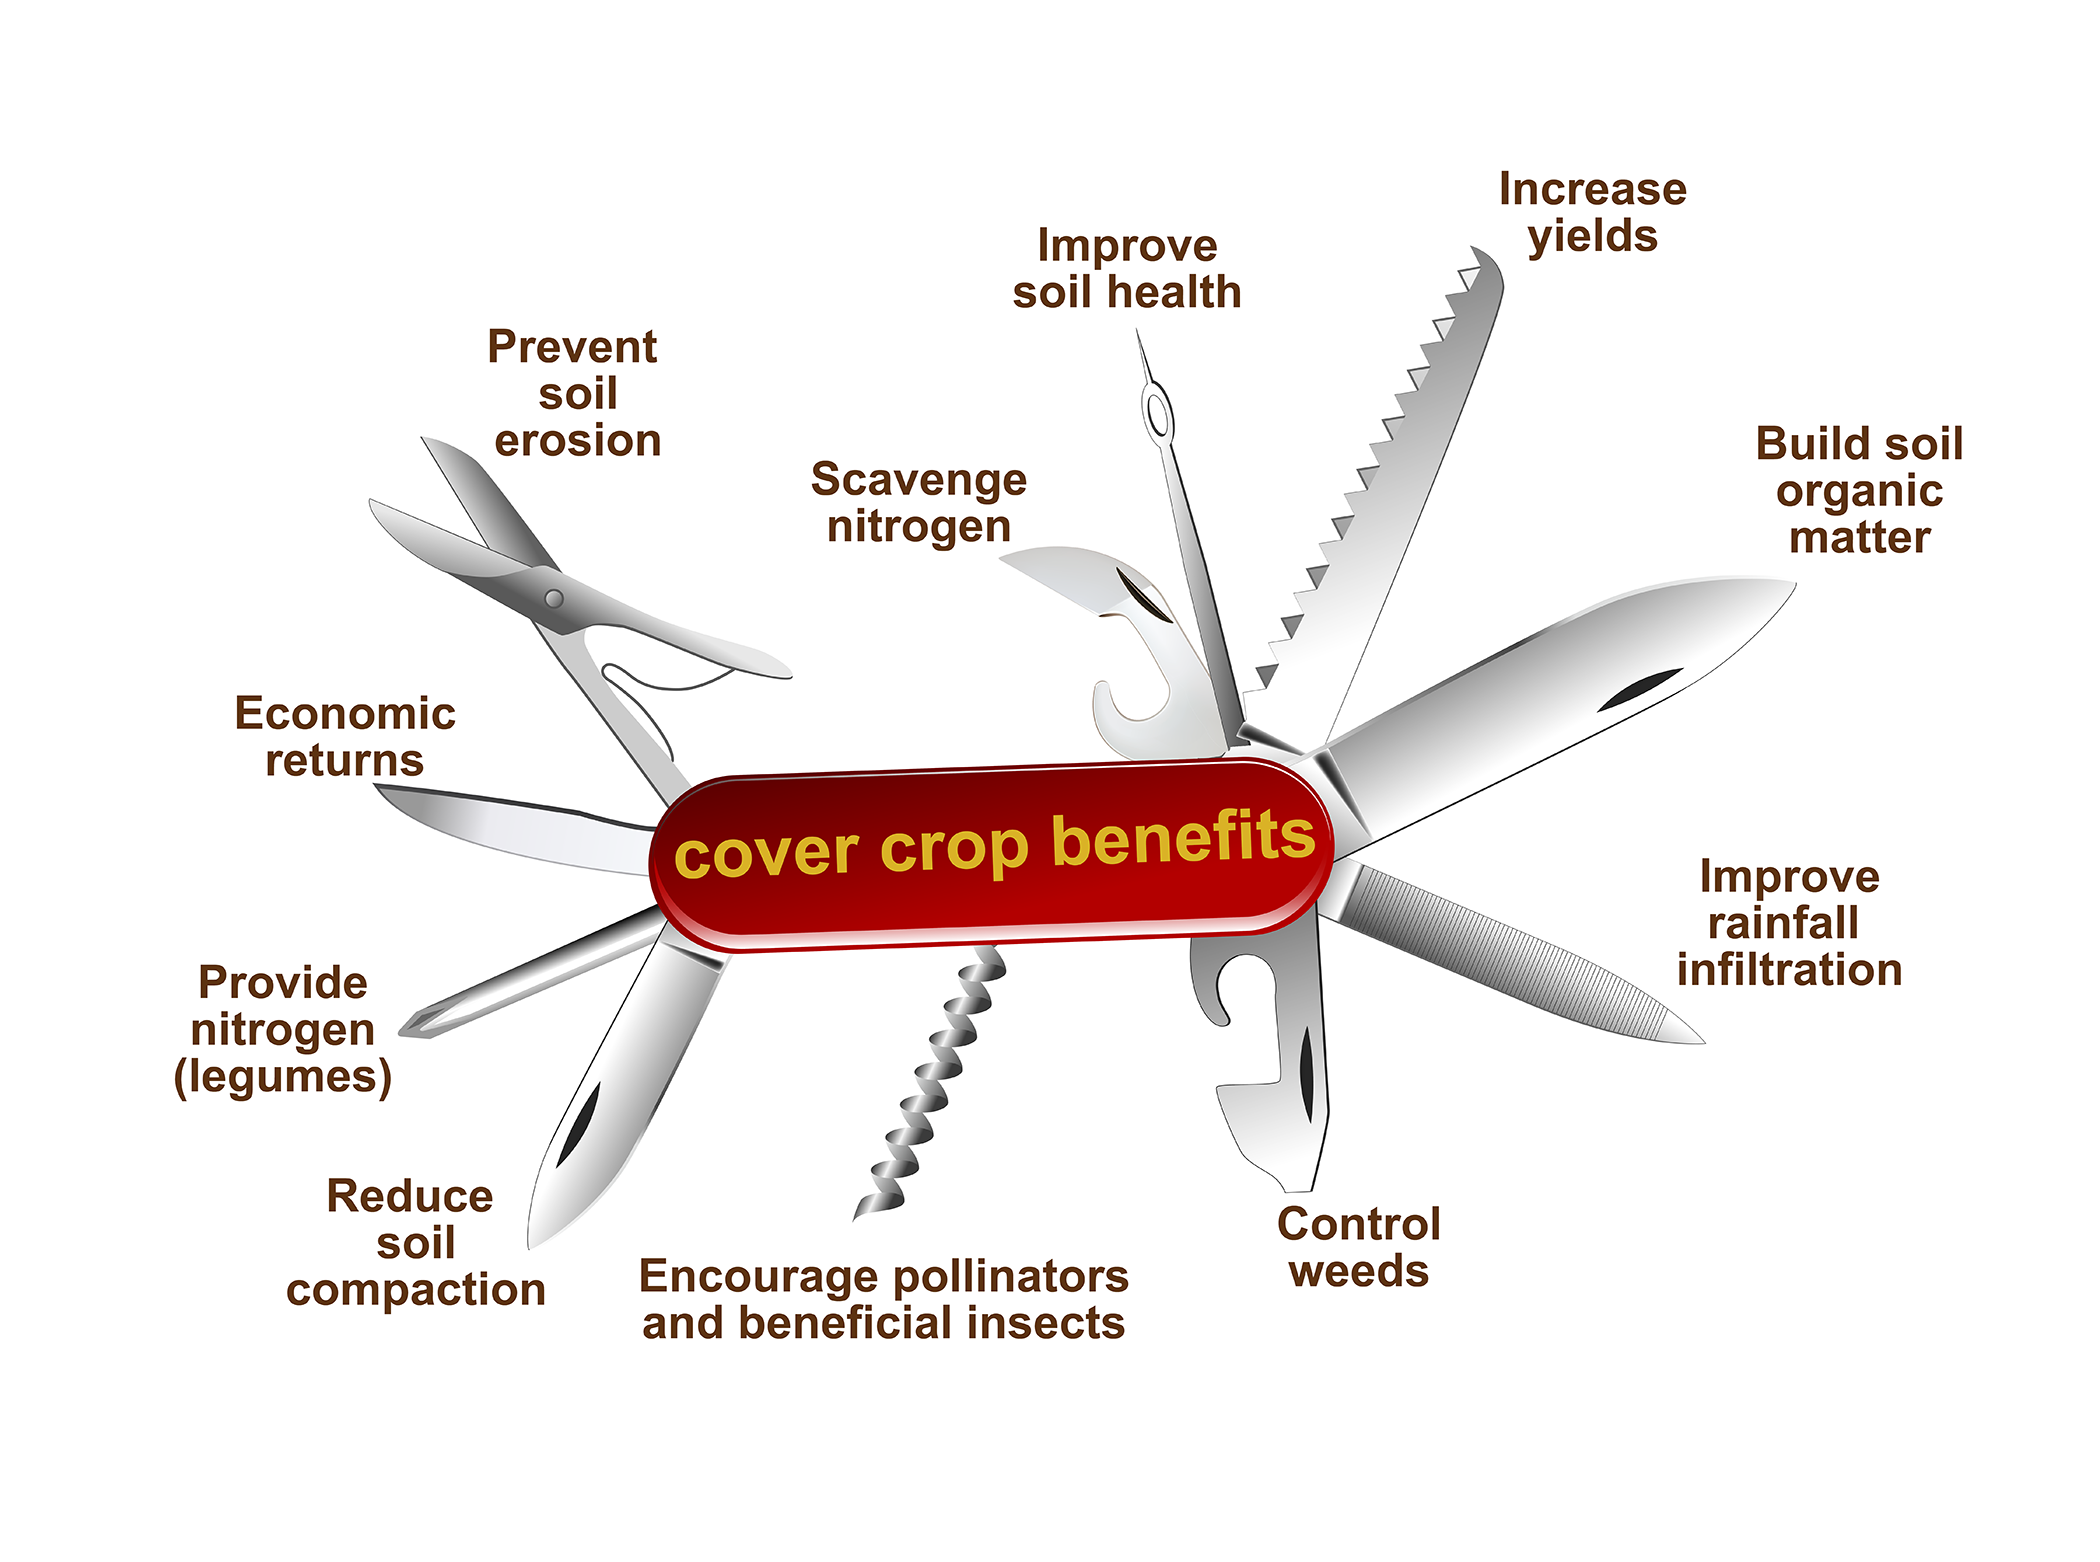 Increase
yields
Improve
soil health
Prevent
soil
erosion
Scavenge
nitrogen
Build soil
organic
matter
Economic
returns
cover crop benefits
Improve
rainfall
infiltration
Provide
nitrogen
(legumes)
Reduce
soil
compaction
Encourage pollinators
and beneficial insects
Control
weeds